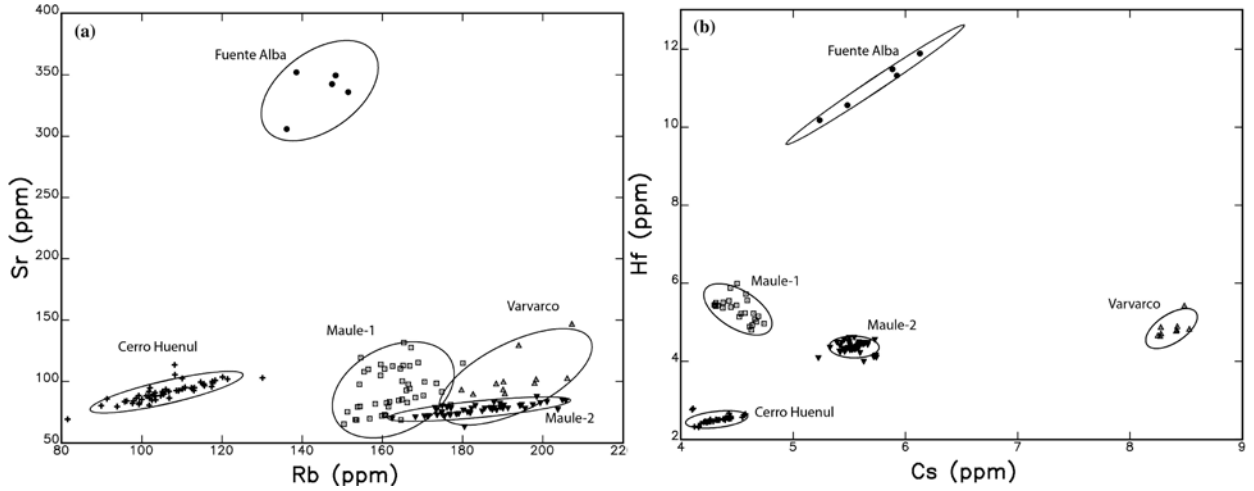 (a)
400
350
300
250
200
150
100
50
Sr (ppm)
Fuente Alba
Cerro Huenul
Maule-1
Varvarco
Maule-2
80
100
120
140
160
180
200
220
Rb (ppm)
(b)
12
10
8
6
4
2
Hf (ppm)
Fuente Alba
Maule-1
Maule-2
Varvarco
Cerro Huenul
4
5
6
7
8
9
Cs (ppm)